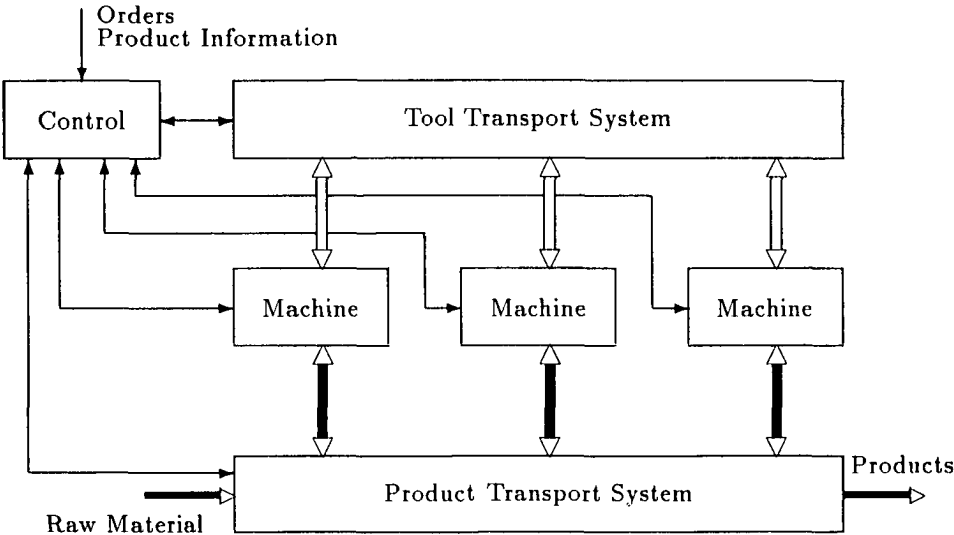 Orders
Product Information
Control
Tool Transport System
Machine
Machine
Machine
Products
Product Transport System
Raw Material